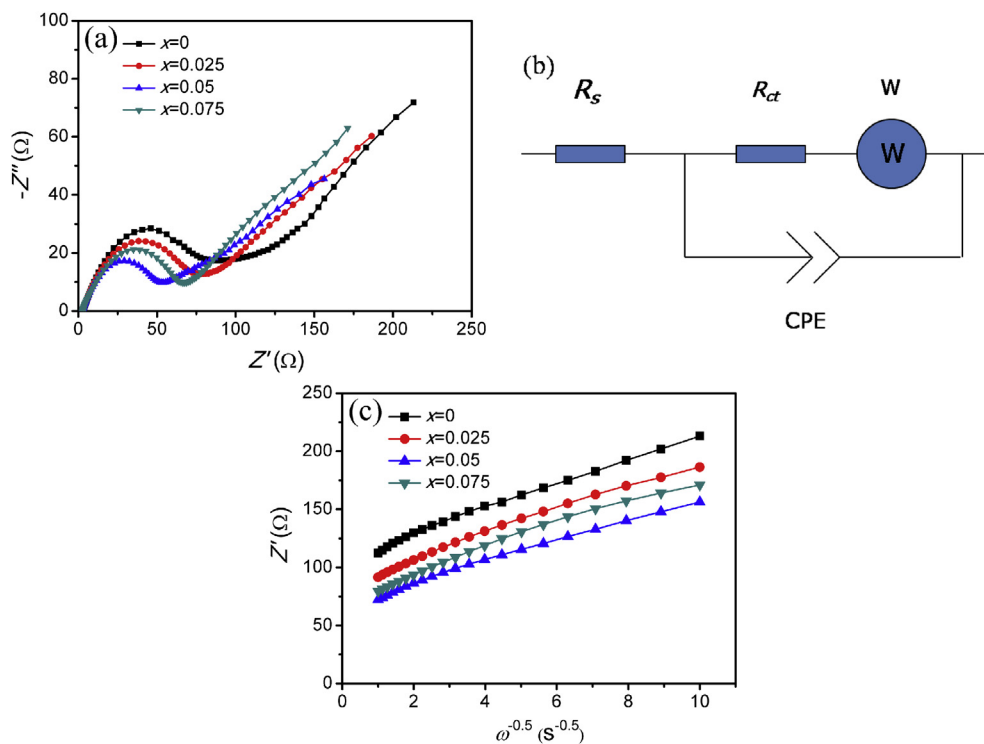 (a)
x=0
x=0.025
x=0.05
x=0.075
100
80
60
40
20
0
-Z''(Ω)
0 50 100 150 200 250
Z'(Ω)
(b)
Rs Rct W
W
CPE
(c)
x=0
x=0.025
x=0.05
x=0.075
250
200
150
100
50
0
Z'(Ω)
0 2 4 6 8 10
ω-0.5 (s-0.5)